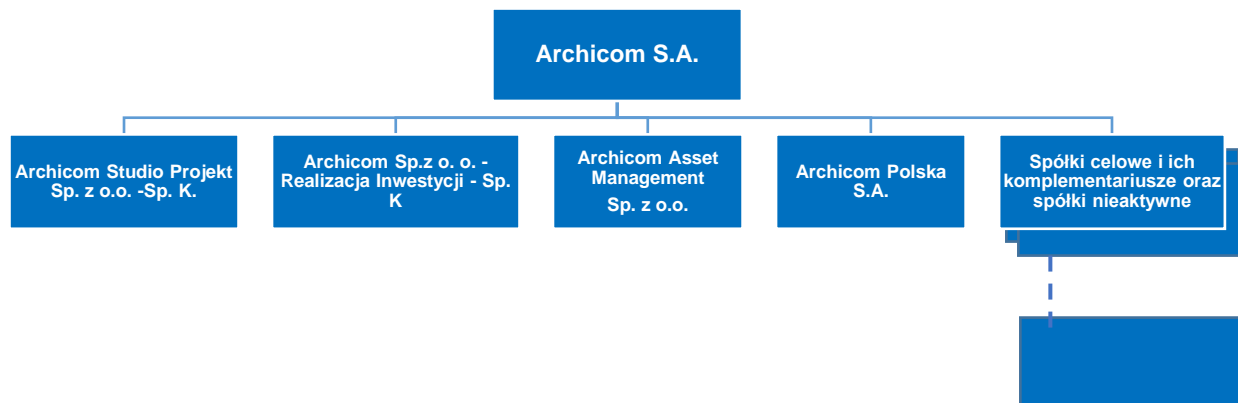 Archicom S.A.
Archicom Studio Projekt
Sp. z o.o. -Sp. K.
Archicom Sp.z o. o. -
Realizacja Inwestycji - Sp.
K
Archicom Asset
Management
Sp. z o.o.
Archicom Polska
S.A.
Spółki celowe i ich
komplementariusze oraz
spółki nieaktywne